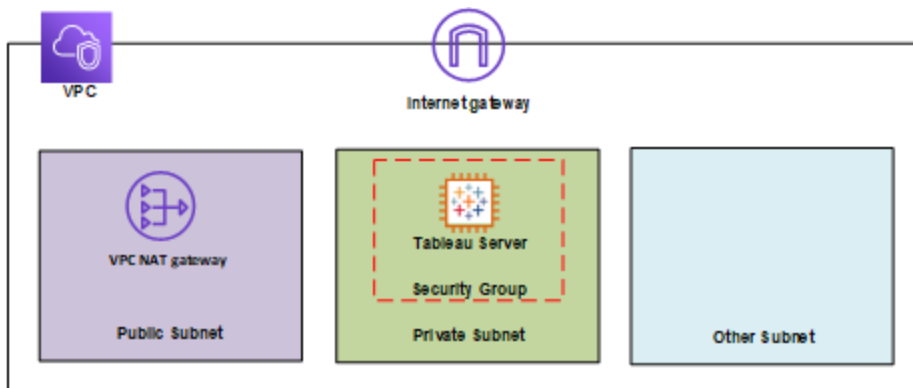 VPC
Internet gateway
VPC NAT gateway
Public Subnet
Tableau Server
Security Group
Private Subnet
Other Subnet